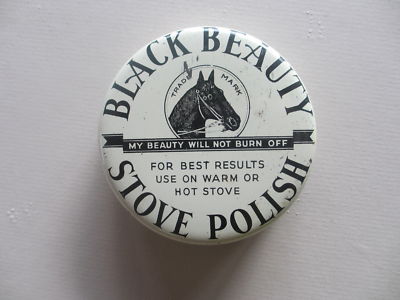 BLACK BEAUTY
TRADE MARK
MY BEAUTY WILL NOT BURN OFF
FOR BEST RESULTS
USE ON WARM OR
HOT STOVE
STOVE POLISH